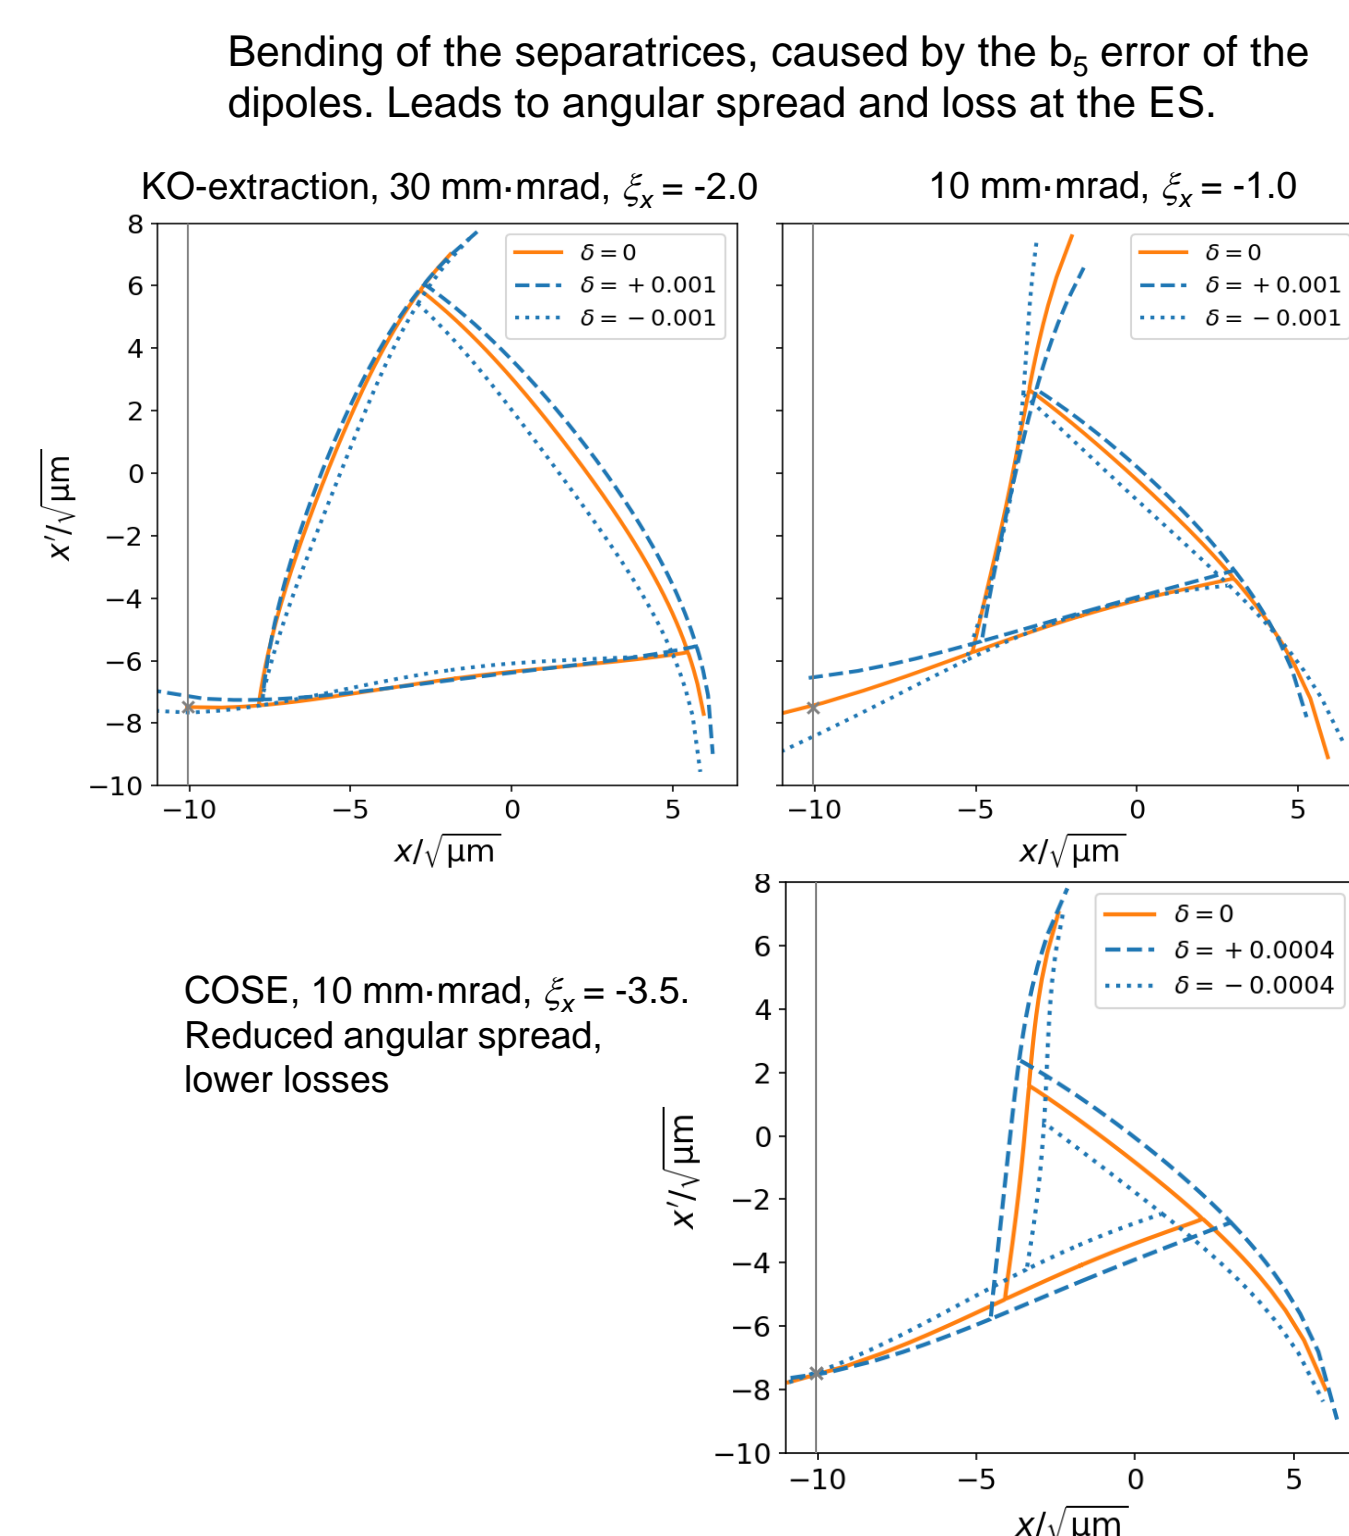 Bending of the separatrices, caused by the b₅ error of the
dipoles. Leads to angular spread and loss at the ES.
KO-extraction, 30 mm·mrad, ξₓ = -2.0
10 mm·mrad, ξₓ = -1.0
8
6
4
2
0
−2
−4
−6
−8
−10
x′/√μm
δ = 0
δ = +0.001
δ = −0.001
−10 −5 0 5
x/√μm
δ = 0
δ = +0.001
δ = −0.001
−10 −5 0 5
x/√μm
COSE, 10 mm·mrad, ξₓ = -3.5.
Reduced angular spread,
lower losses
8
6
4
2
0
−2
−4
−6
−8
−10
x′/√μm
δ = 0
δ = +0.0004
δ = −0.0004
−10 −5 0 5
x/√μm